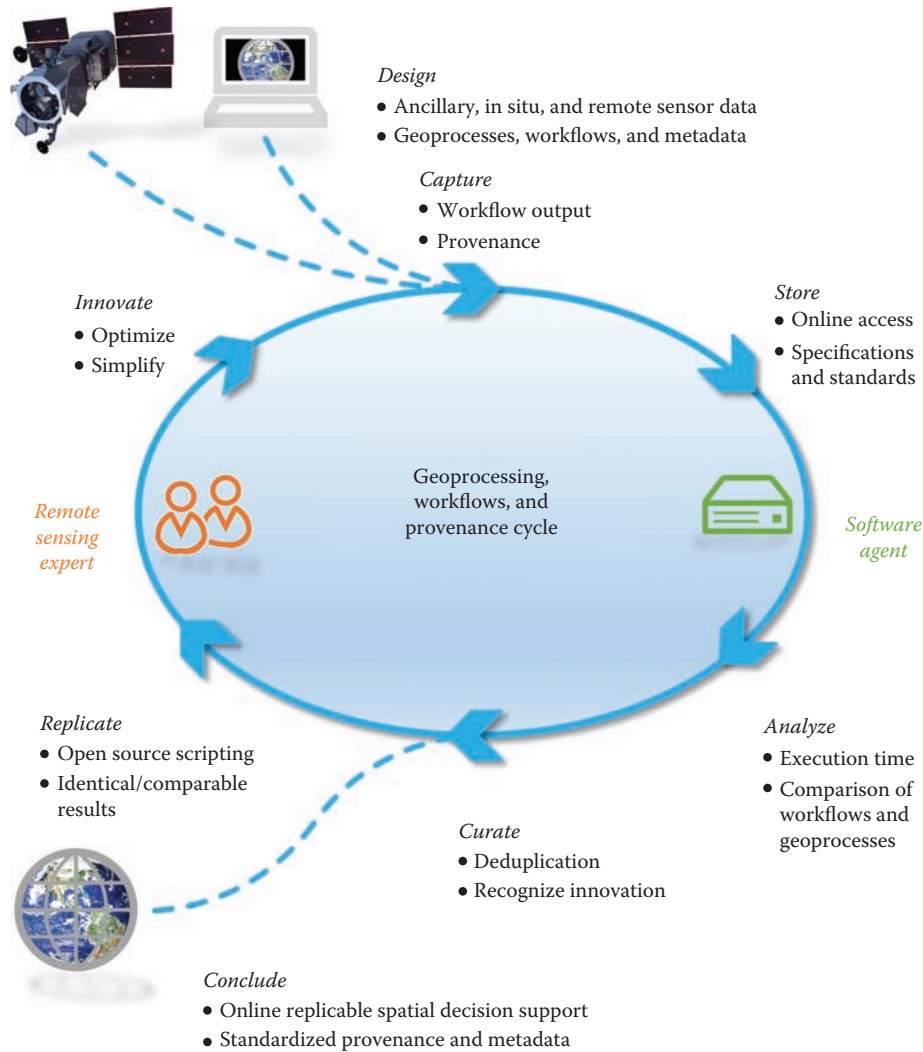 Design
• Ancillary, in situ, and remote sensor data
• Geoprocesses, workflows, and metadata
Capture
• Workflow output
• Provenance
Innovate
• Optimize
• Simplify
Store
• Online access
• Specifications
and standards
Geoprocessing,
workflows, and
provenance cycle
Remote
sensing
expert
Software
agent
Replicate
• Open source scripting
• Identical/comparable
results
Analyze
• Execution time
• Comparison of
workflows and
geoprocesses
Curate
• Deduplication
• Recognize innovation
Conclude
• Online replicable spatial decision support
• Standardized provenance and metadata